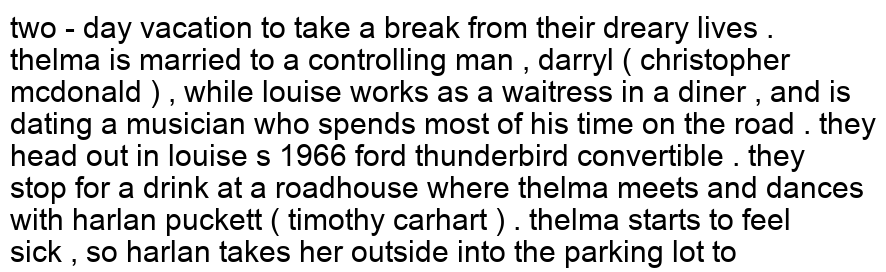 two - day vacation to take a break from their dreary lives .
thelma is married to a controlling man , darryl ( christopher
mcdonald ) , while louise works as a waitress in a diner , and is
dating a musician who spends most of his time on the road . they
head out in louise s 1966 ford thunderbird convertible . they
stop for a drink at a roadhouse where thelma meets and dances
with harlan puckett ( timothy carhart ) . thelma starts to feel
sick , so harlan takes her outside into the parking lot to